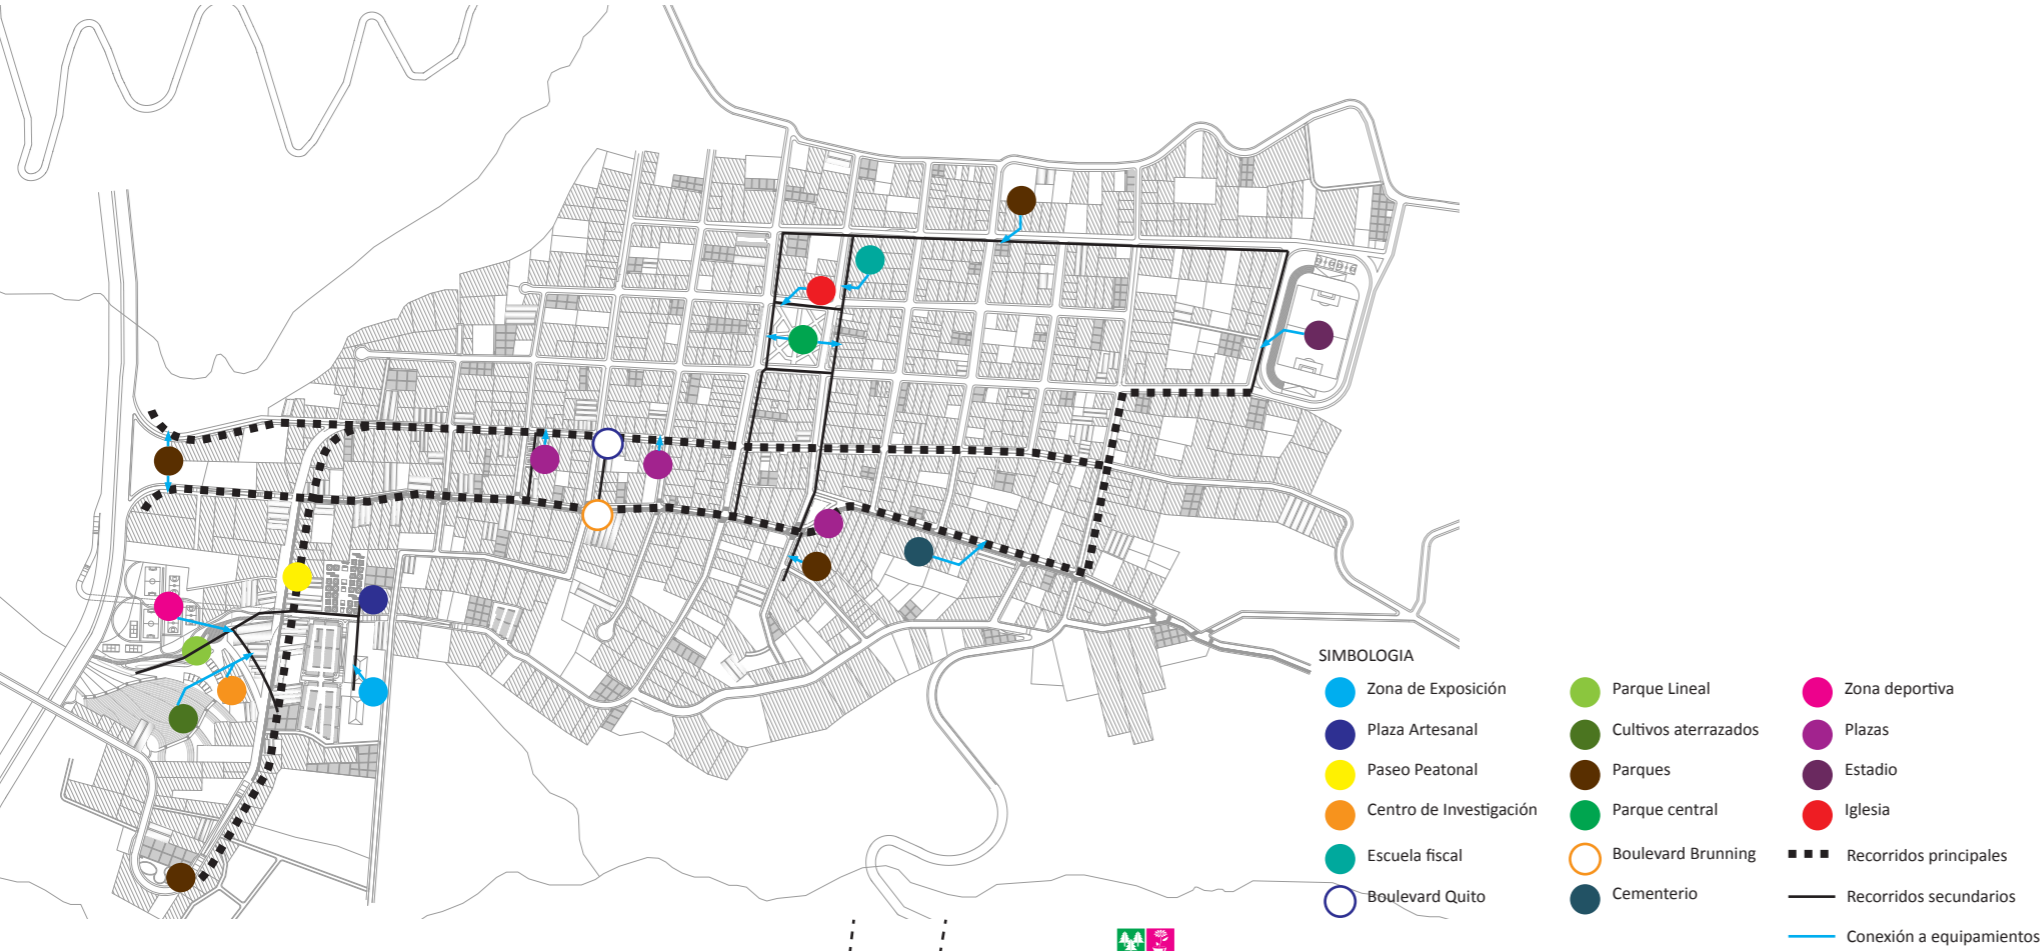 SIMBOLOGIA
Zona de Exposición
Plaza Artesanal
Paseo Peatonal
Centro de Investigación
Escuela fiscal
Boulevard Quito
Parque Lineal
Cultivos aterrazados
Parques
Parque central
Boulevard Brunning
Cementerio
Zona deportiva
Plazas
Estadio
Iglesia
Recorridos principales
Recorridos secundarios
Conexión a equipamientos